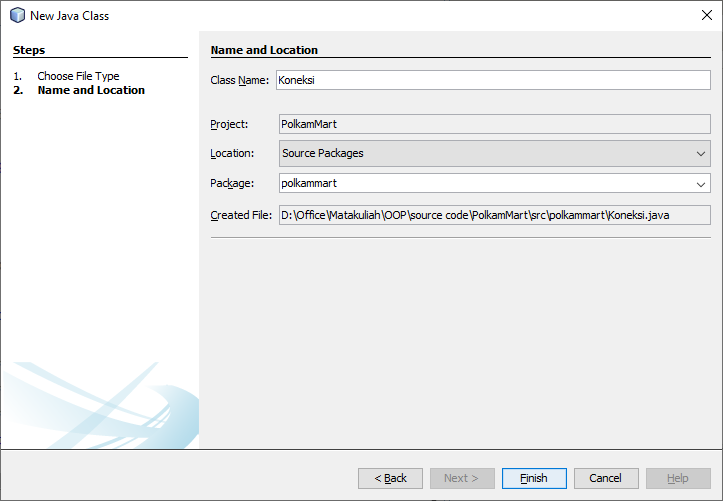 New Java Class
Steps
1. Choose File Type
2. Name and Location
Name and Location
Class Name: Koneksi
Project: PolkamMart
Location: Source Packages
Package: polkammart
Created File: D:\Office\Matakuliah\OOP\source code\PolkamMart\src\polkammart\Koneksi.java
< Back Next > Finish Cancel Help